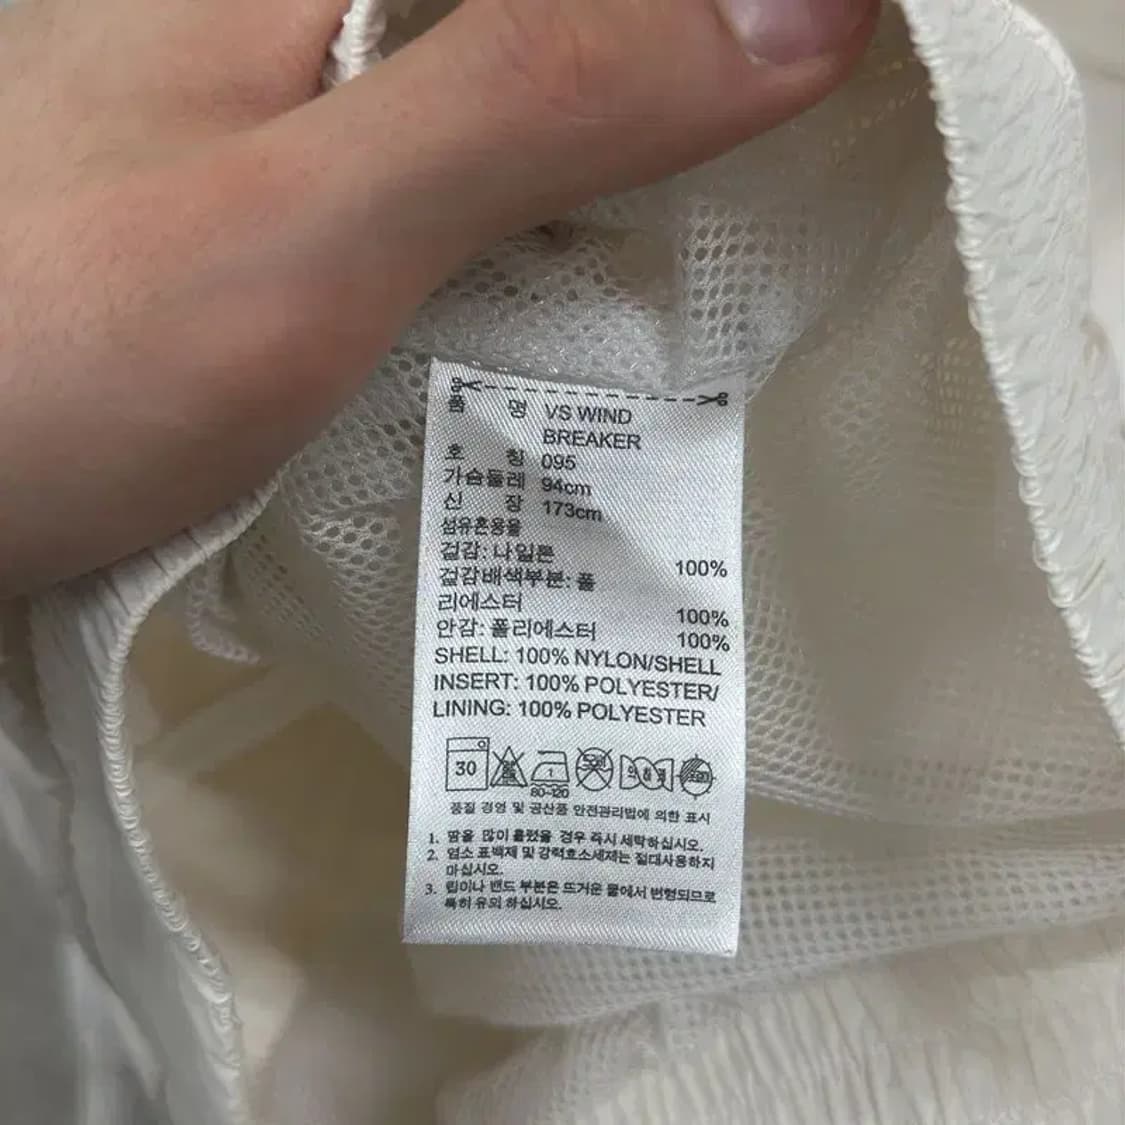 품 명 VS WIND
BREAKER
호 칭 095
가슴둘레 94cm
신 장 173cm
섬유혼용율
겉감: 나일론 100%
겉감배색부분: 폴
리에스터 100%
안감: 폴리에스터 100%
SHELL: 100% NYLON/SHELL
INSERT: 100% POLYESTER/
LINING: 100% POLYESTER
30
1
80~120
품질 경영 및 공산품 안전관리법에 의한 표시
1. 땀을 많이 흘렸을 경우 즉시 세탁하십시오.
2. 염소 표백제 및 강력효소세제는 절대사용하지
마십시오.
3. 립이나 밴드 부분은 뜨거운 물에서 변형되므로
특히 유의 하십시오.